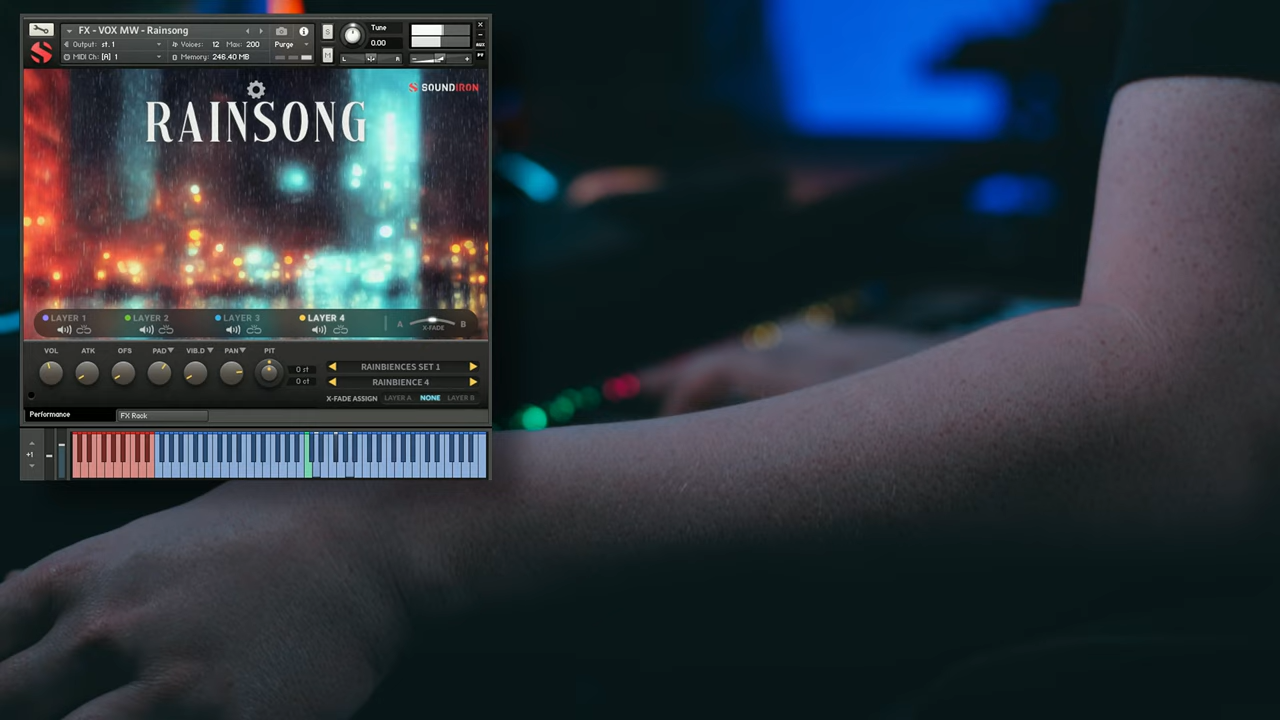 FX - VOX MW - Rainsong
Output: st. 1
Voices: 12 Max: 200
Purge
MIDI Ch: [A] 1
Memory: 246.40 MB
S
M
Tune
0.00
L R
- +
AUX
PV
RAINSONG
SOUNDIRON
LAYER 1 LAYER 2 LAYER 3 LAYER 4
A X-FADE B
VOL ATK OFS PAD VIB.D PAN PIT
0 st
0 ct
RAINBIENCES SET 1
RAINBIENCE 4
X-FADE ASSIGN LAYER A NONE LAYER B
Performance FX Rack
+1